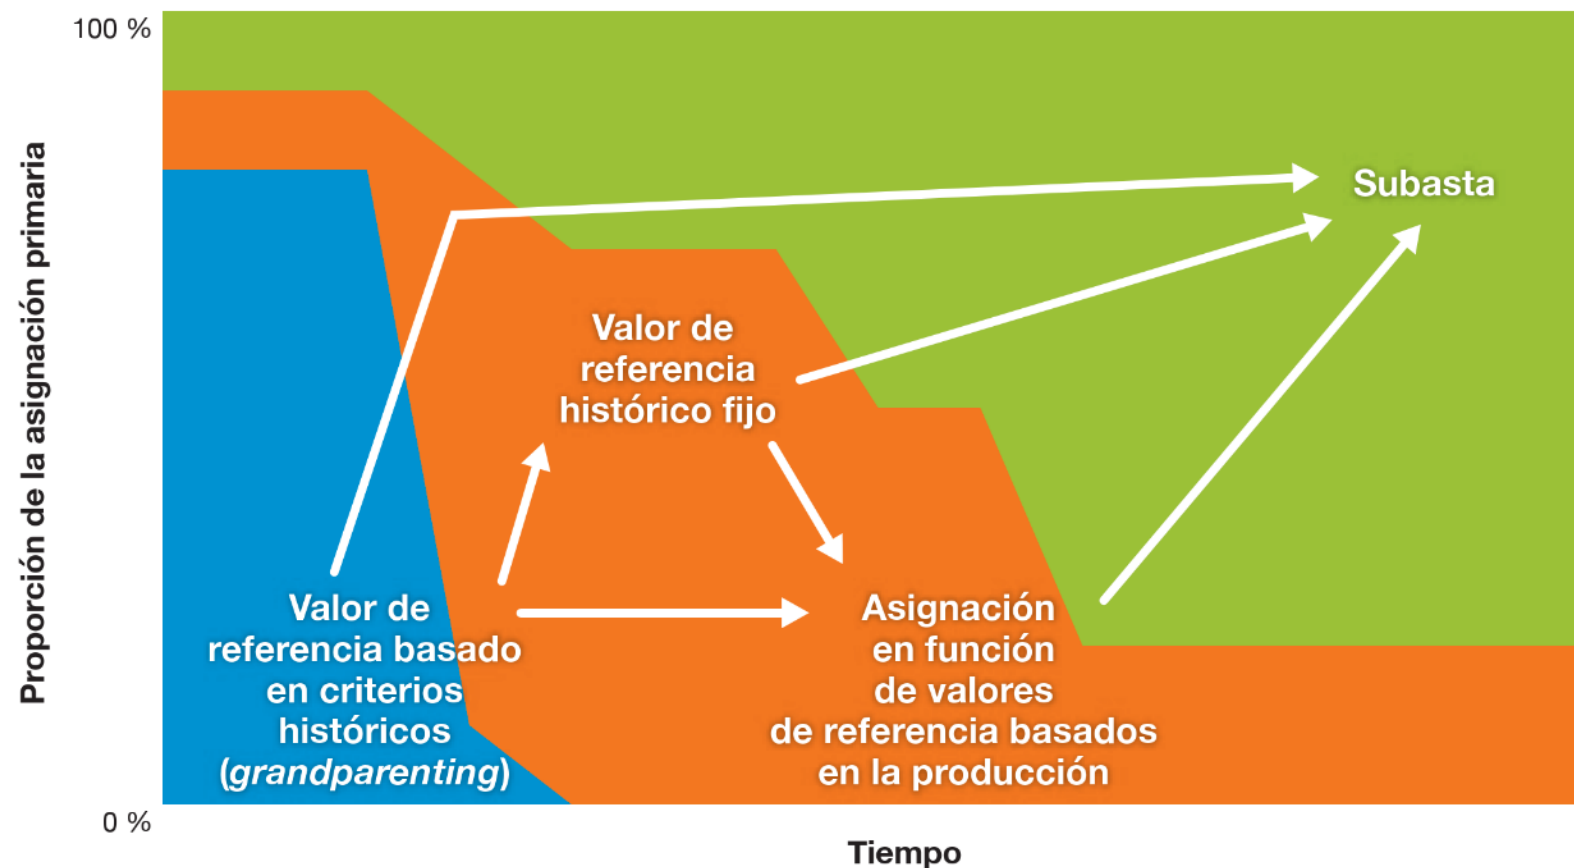 100 %
Proporción de la asignación primaria
Subasta
Valor de
referencia
histórico fijo
Valor de
referencia basado
en criterios
históricos
(grandparenting)
Asignación
en función
de valores
de referencia basados
en la producción
0 %
Tiempo